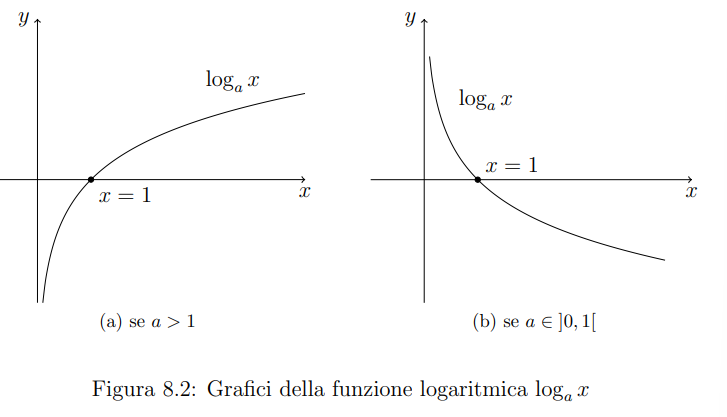 y
log_a x
x = 1
x
(a) se a > 1
y
log_a x
x = 1
x
(b) se a ∈ ]0, 1[
Figura 8.2: Grafici della funzione logaritmica log_a x